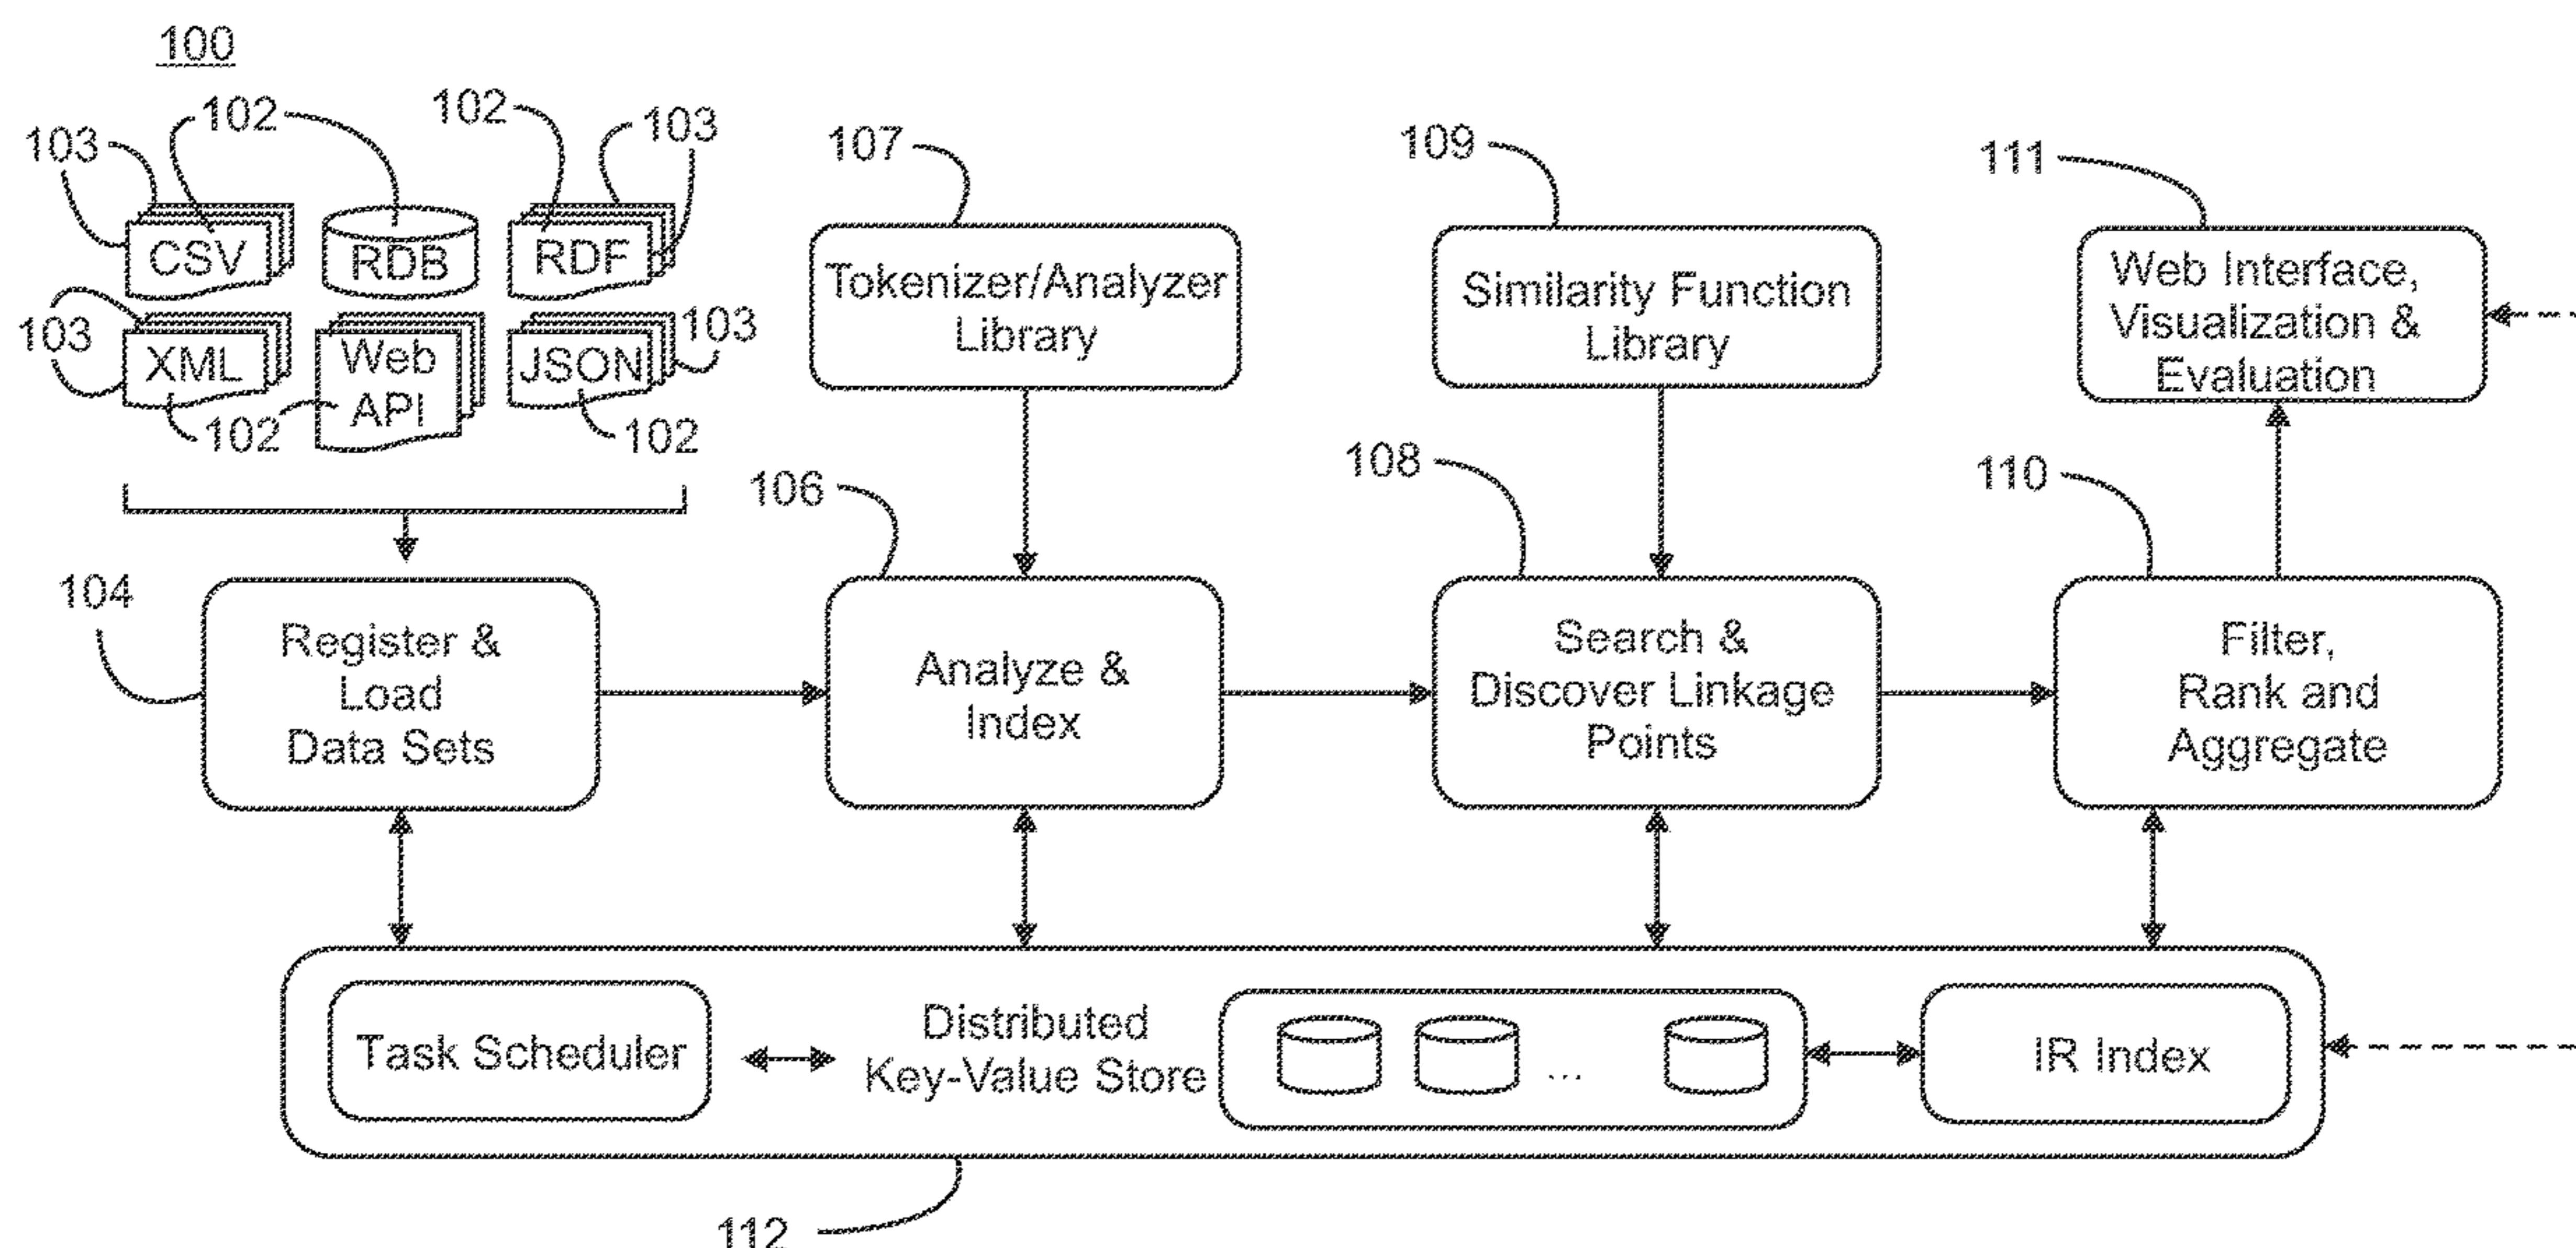 100
102
102
103
103
107
109
111
CSV
RDB
RDF
Tokenizer/Analyzer
Library
Similarity Function
Library
Web Interface,
Visualization &
Evaluation
103
103
XML
Web
API
JSON
102
102
106
108
110
104
Register &
Load
Data Sets
Analyze &
Index
Search &
Discover Linkage
Points
Filter,
Rank and
Aggregate
Task Scheduler
Distributed
Key-Value Store
...
IR Index
112